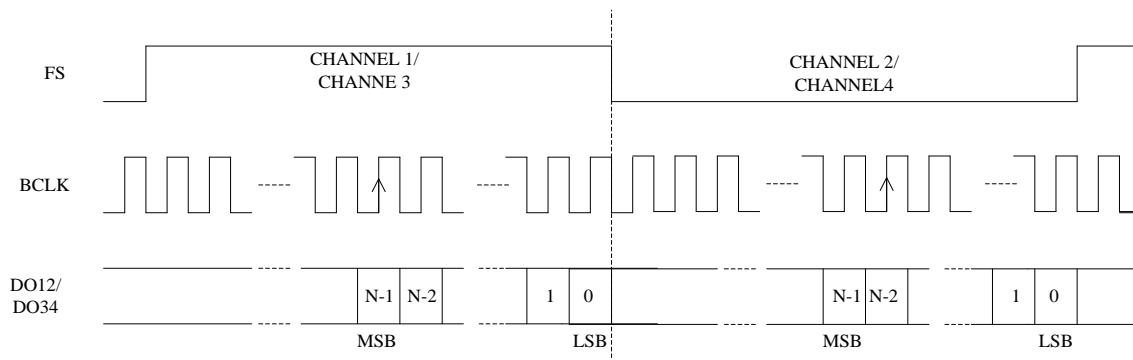 CHANNEL 1/
CHANNE 3
CHANNEL 2/
CHANNEL4
FS
BCLK
DO12/
DO34
N-1 N-2 1 0 N-1 N-2 1 0
MSB LSB MSB LSB